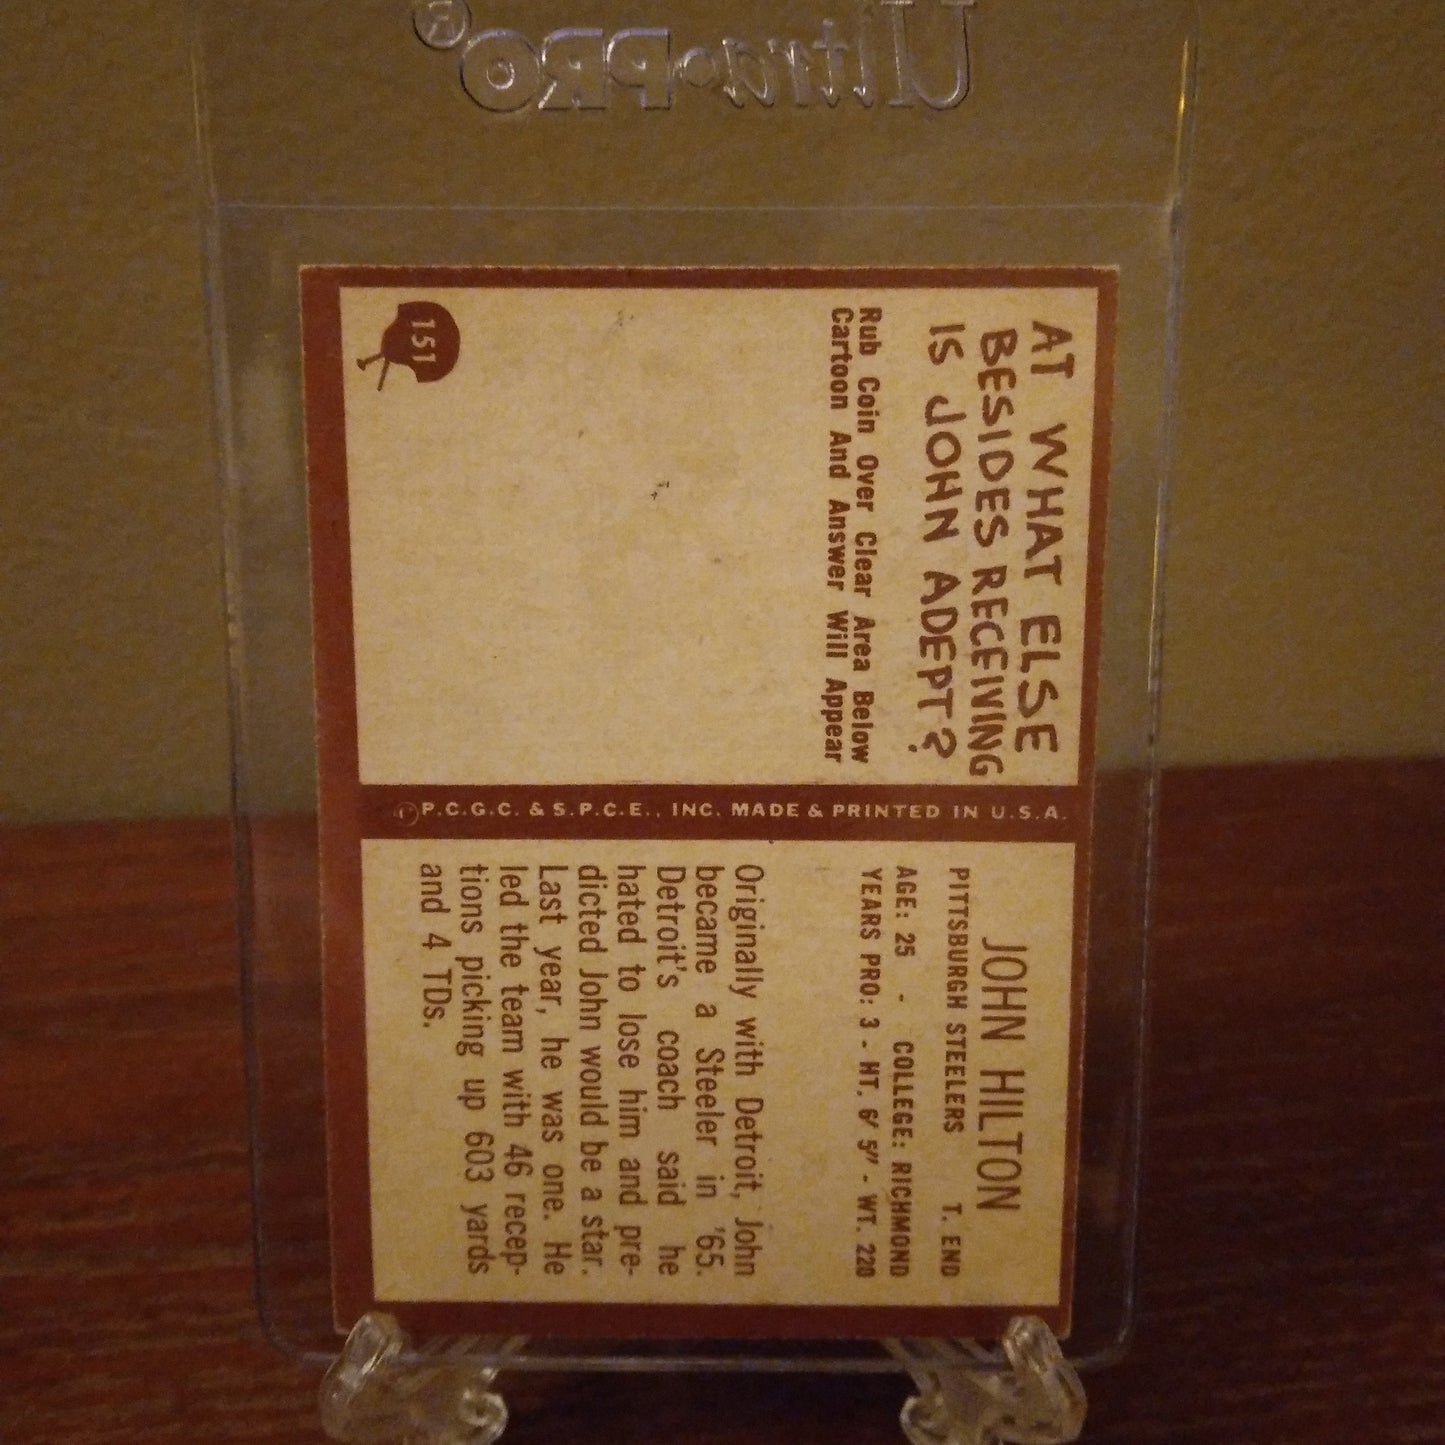 Ultra•PRO®
AT WHAT ELSE
BESIDES RECEIVING
IS JOHN ADEPT?
Rub Coin Over Clear Area Below
Cartoon And Answer Will Appear
151
P.C.G.C. & S.P.C.E., INC. MADE & PRINTED IN U.S.A.
JOHN HILTON
PITTSBURGH STEELERS T. END
AGE: 25 - COLLEGE: RICHMOND
YEARS PRO: 3 - HT. 6' 5" - WT. 220
Originally with Detroit, John
became a Steeler in '65.
Detroit's coach said he
hated to lose him and pre-
dicted John would be a star.
Last year, he was one. He
led the team with 46 recep-
tions picking up 603 yards
and 4 TDs.